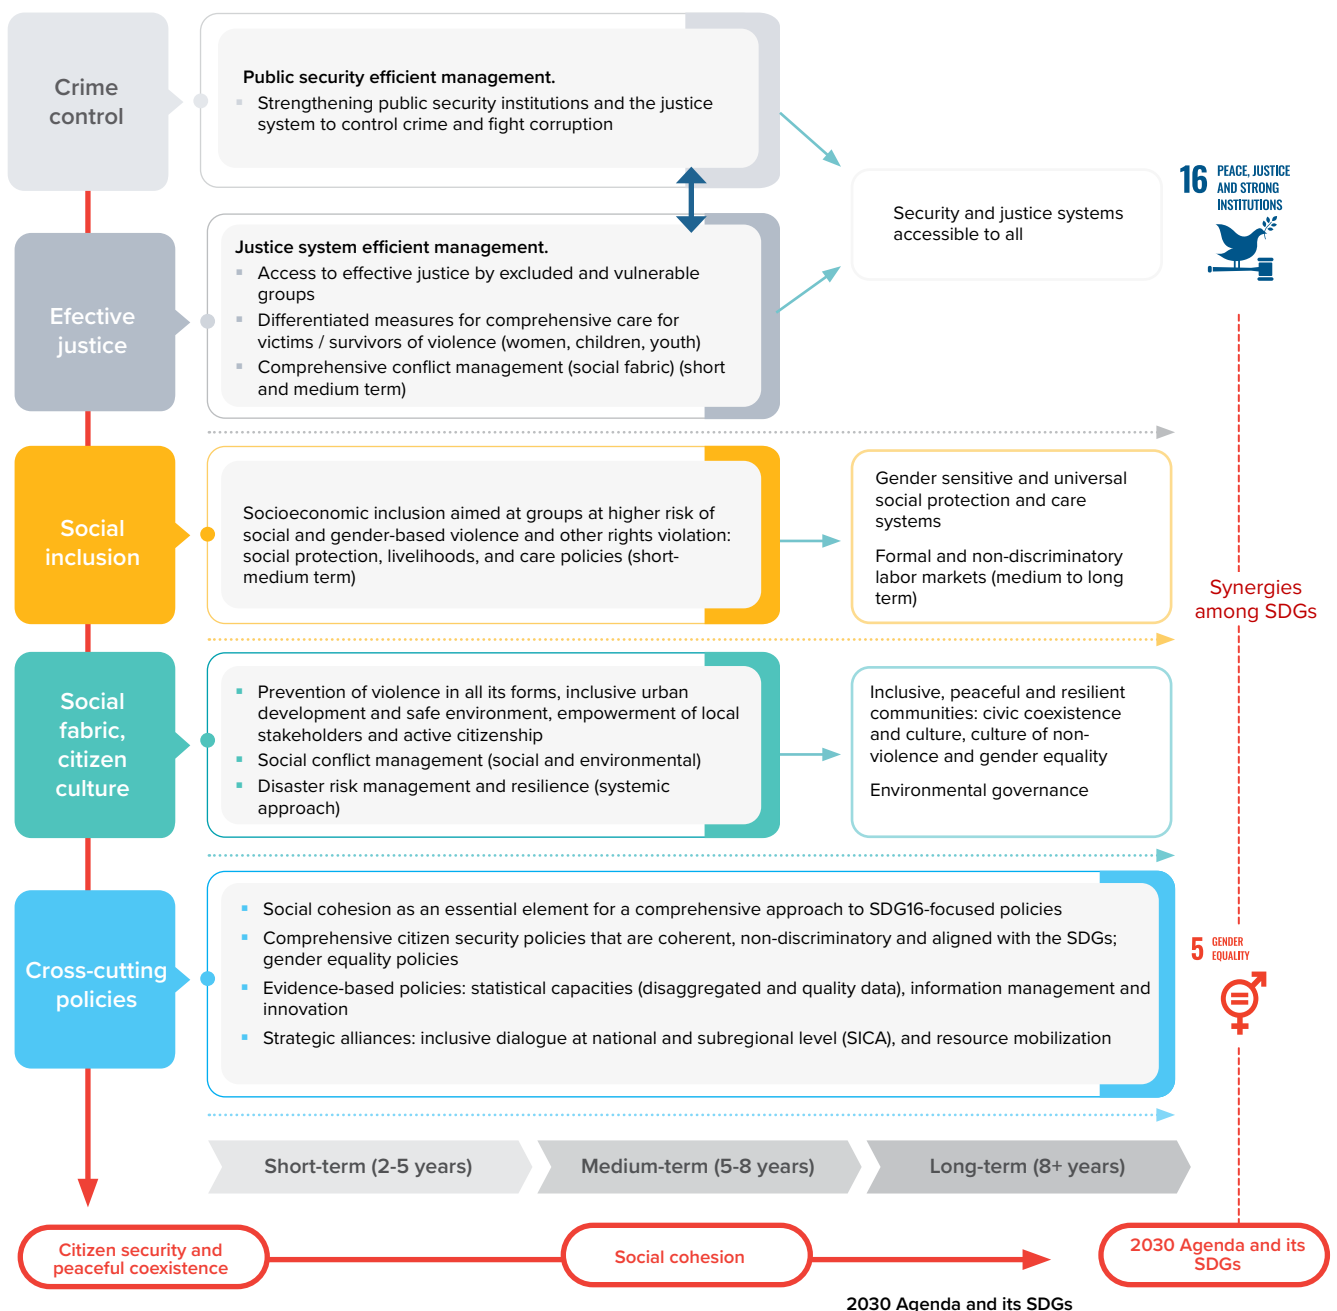 Crime
control
Public security efficient management.
Strengthening public security institutions and the justice
system to control crime and fight corruption
Efective
justice
Justice system efficient management.
Access to effective justice by excluded and vulnerable
groups
Differentiated measures for comprehensive care for
victims / survivors of violence (women, children, youth)
Comprehensive conflict management (social fabric) (short
and medium term)
Security and justice systems
accessible to all
16 PEACE, JUSTICE
AND STRONG
INSTITUTIONS
Social
inclusion
Socioeconomic inclusion aimed at groups at higher risk of
social and gender-based violence and other rights violation:
social protection, livelihoods, and care policies (short-
medium term)
Gender sensitive and universal
social protection and care
systems
Formal and non-discriminatory
labor markets (medium to long
term)
Synergies
among SDGs
Social
fabric,
citizen
culture
Prevention of violence in all its forms, inclusive urban
development and safe environment, empowerment of local
stakeholders and active citizenship
Social conflict management (social and environmental)
Disaster risk management and resilience (systemic
approach)
Inclusive, peaceful and resilient
communities: civic coexistence
and culture, culture of non-
violence and gender equality
Environmental governance
Cross-cutting
policies
Social cohesion as an essential element for a comprehensive approach to SDG16-focused policies
Comprehensive citizen security policies that are coherent, non-discriminatory and aligned with the SDGs;
gender equality policies
Evidence-based policies: statistical capacities (disaggregated and quality data), information management and
innovation
Strategic alliances: inclusive dialogue at national and subregional level (SICA), and resource mobilization
5 GENDER
EQUALITY
Short-term (2-5 years)
Medium-term (5-8 years)
Long-term (8+ years)
Citizen security and
peaceful coexistence
Social cohesion
2030 Agenda and its
SDGs
2030 Agenda and its SDGs